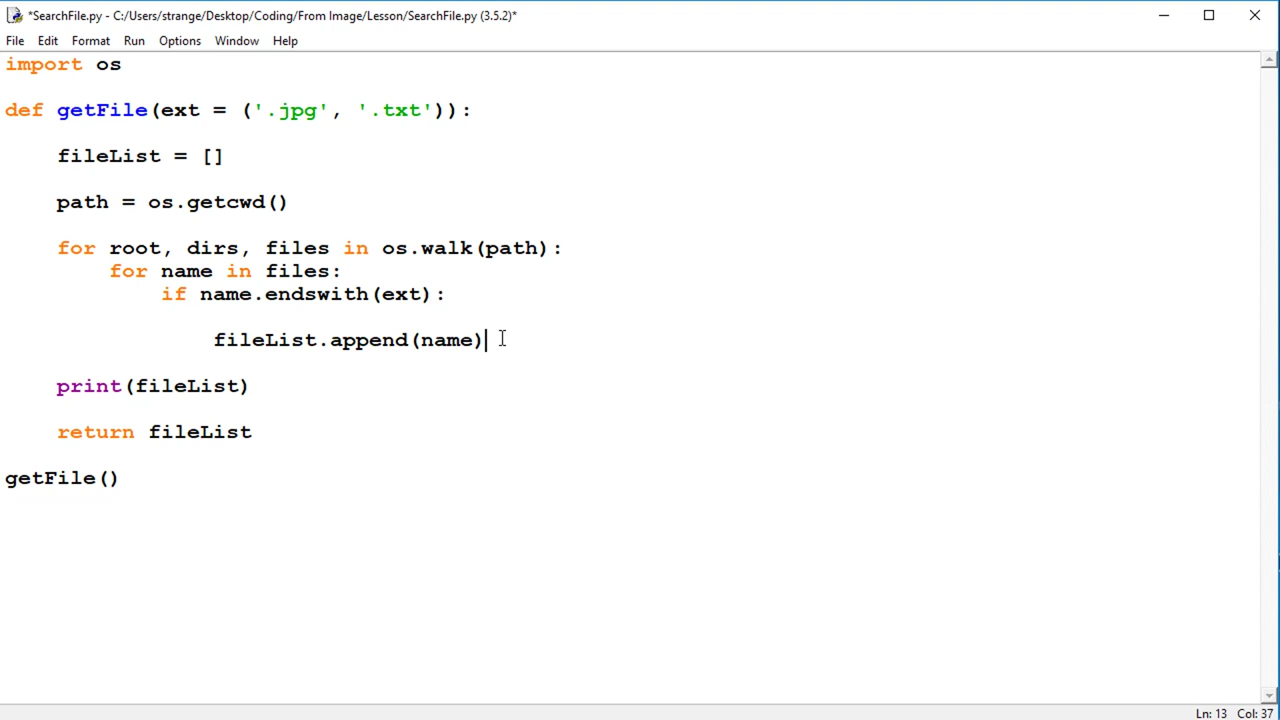 *SearchFile.py - C:/Users/strange/Desktop/Coding/From Image/Lesson/SearchFile.py (3.5.2)*
File Edit Format Run Options Window Help
import os
def getFile(ext = ('.jpg', '.txt')):
    fileList = []
    path = os.getcwd()
    for root, dirs, files in os.walk(path):
        for name in files:
            if name.endswith(ext):
                fileList.append(name)
    print(fileList)
    return fileList
getFile()
Ln: 13 Col: 37